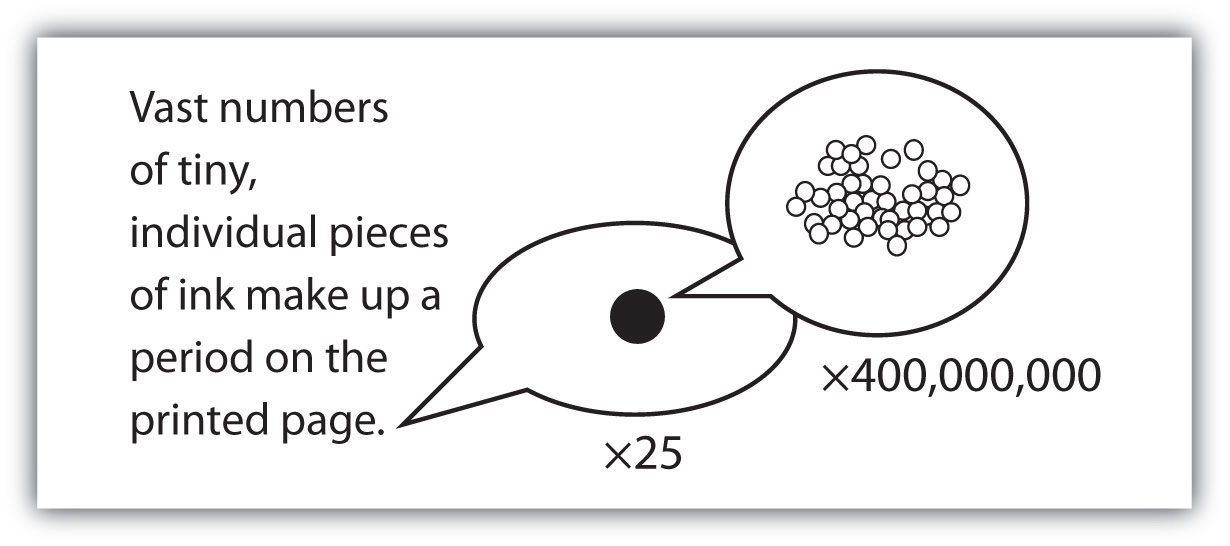 Vast numbers
of tiny,
individual pieces
of ink make up a
period on the
printed page.
×25
×400,000,000